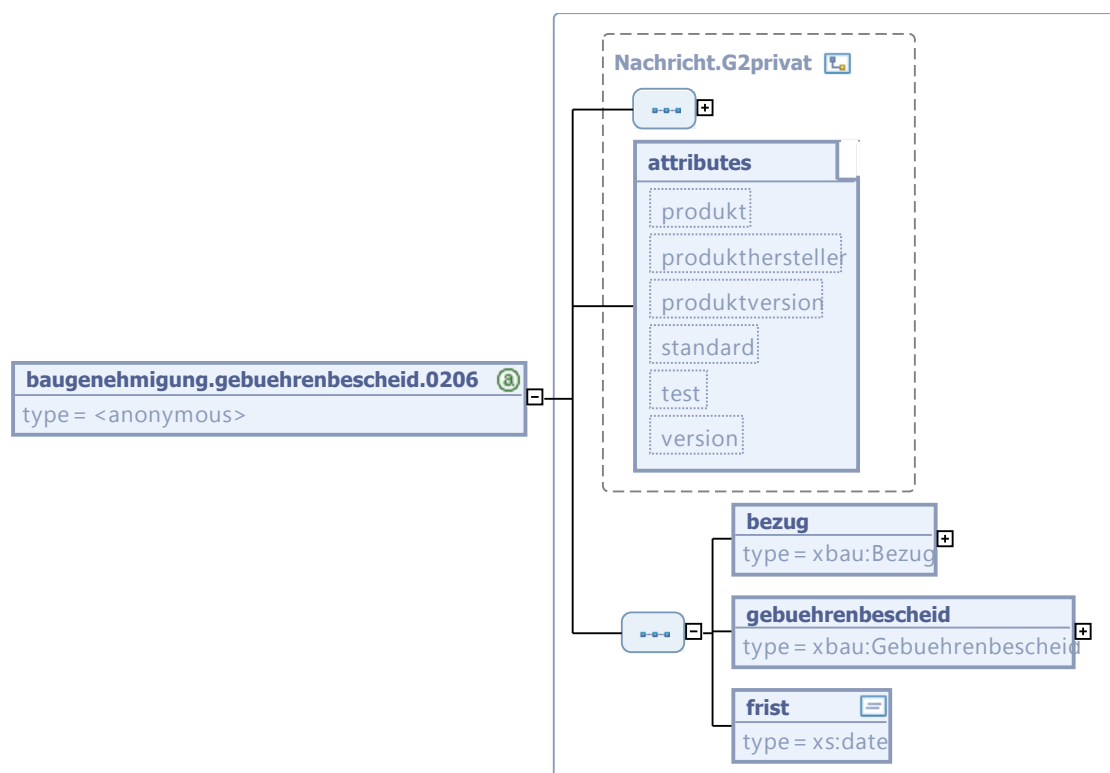 Nachricht.G2privat
attributes
produkt
produkthersteller
produktversion
standard
test
version
baugenehmigung.gebuehrenbescheid.0206 a
type = <anonymous>
bezug
type = xbau:Bezug
gebuehrenbescheid
type = xbau:Gebuehrenbescheid
frist
type = xs:date